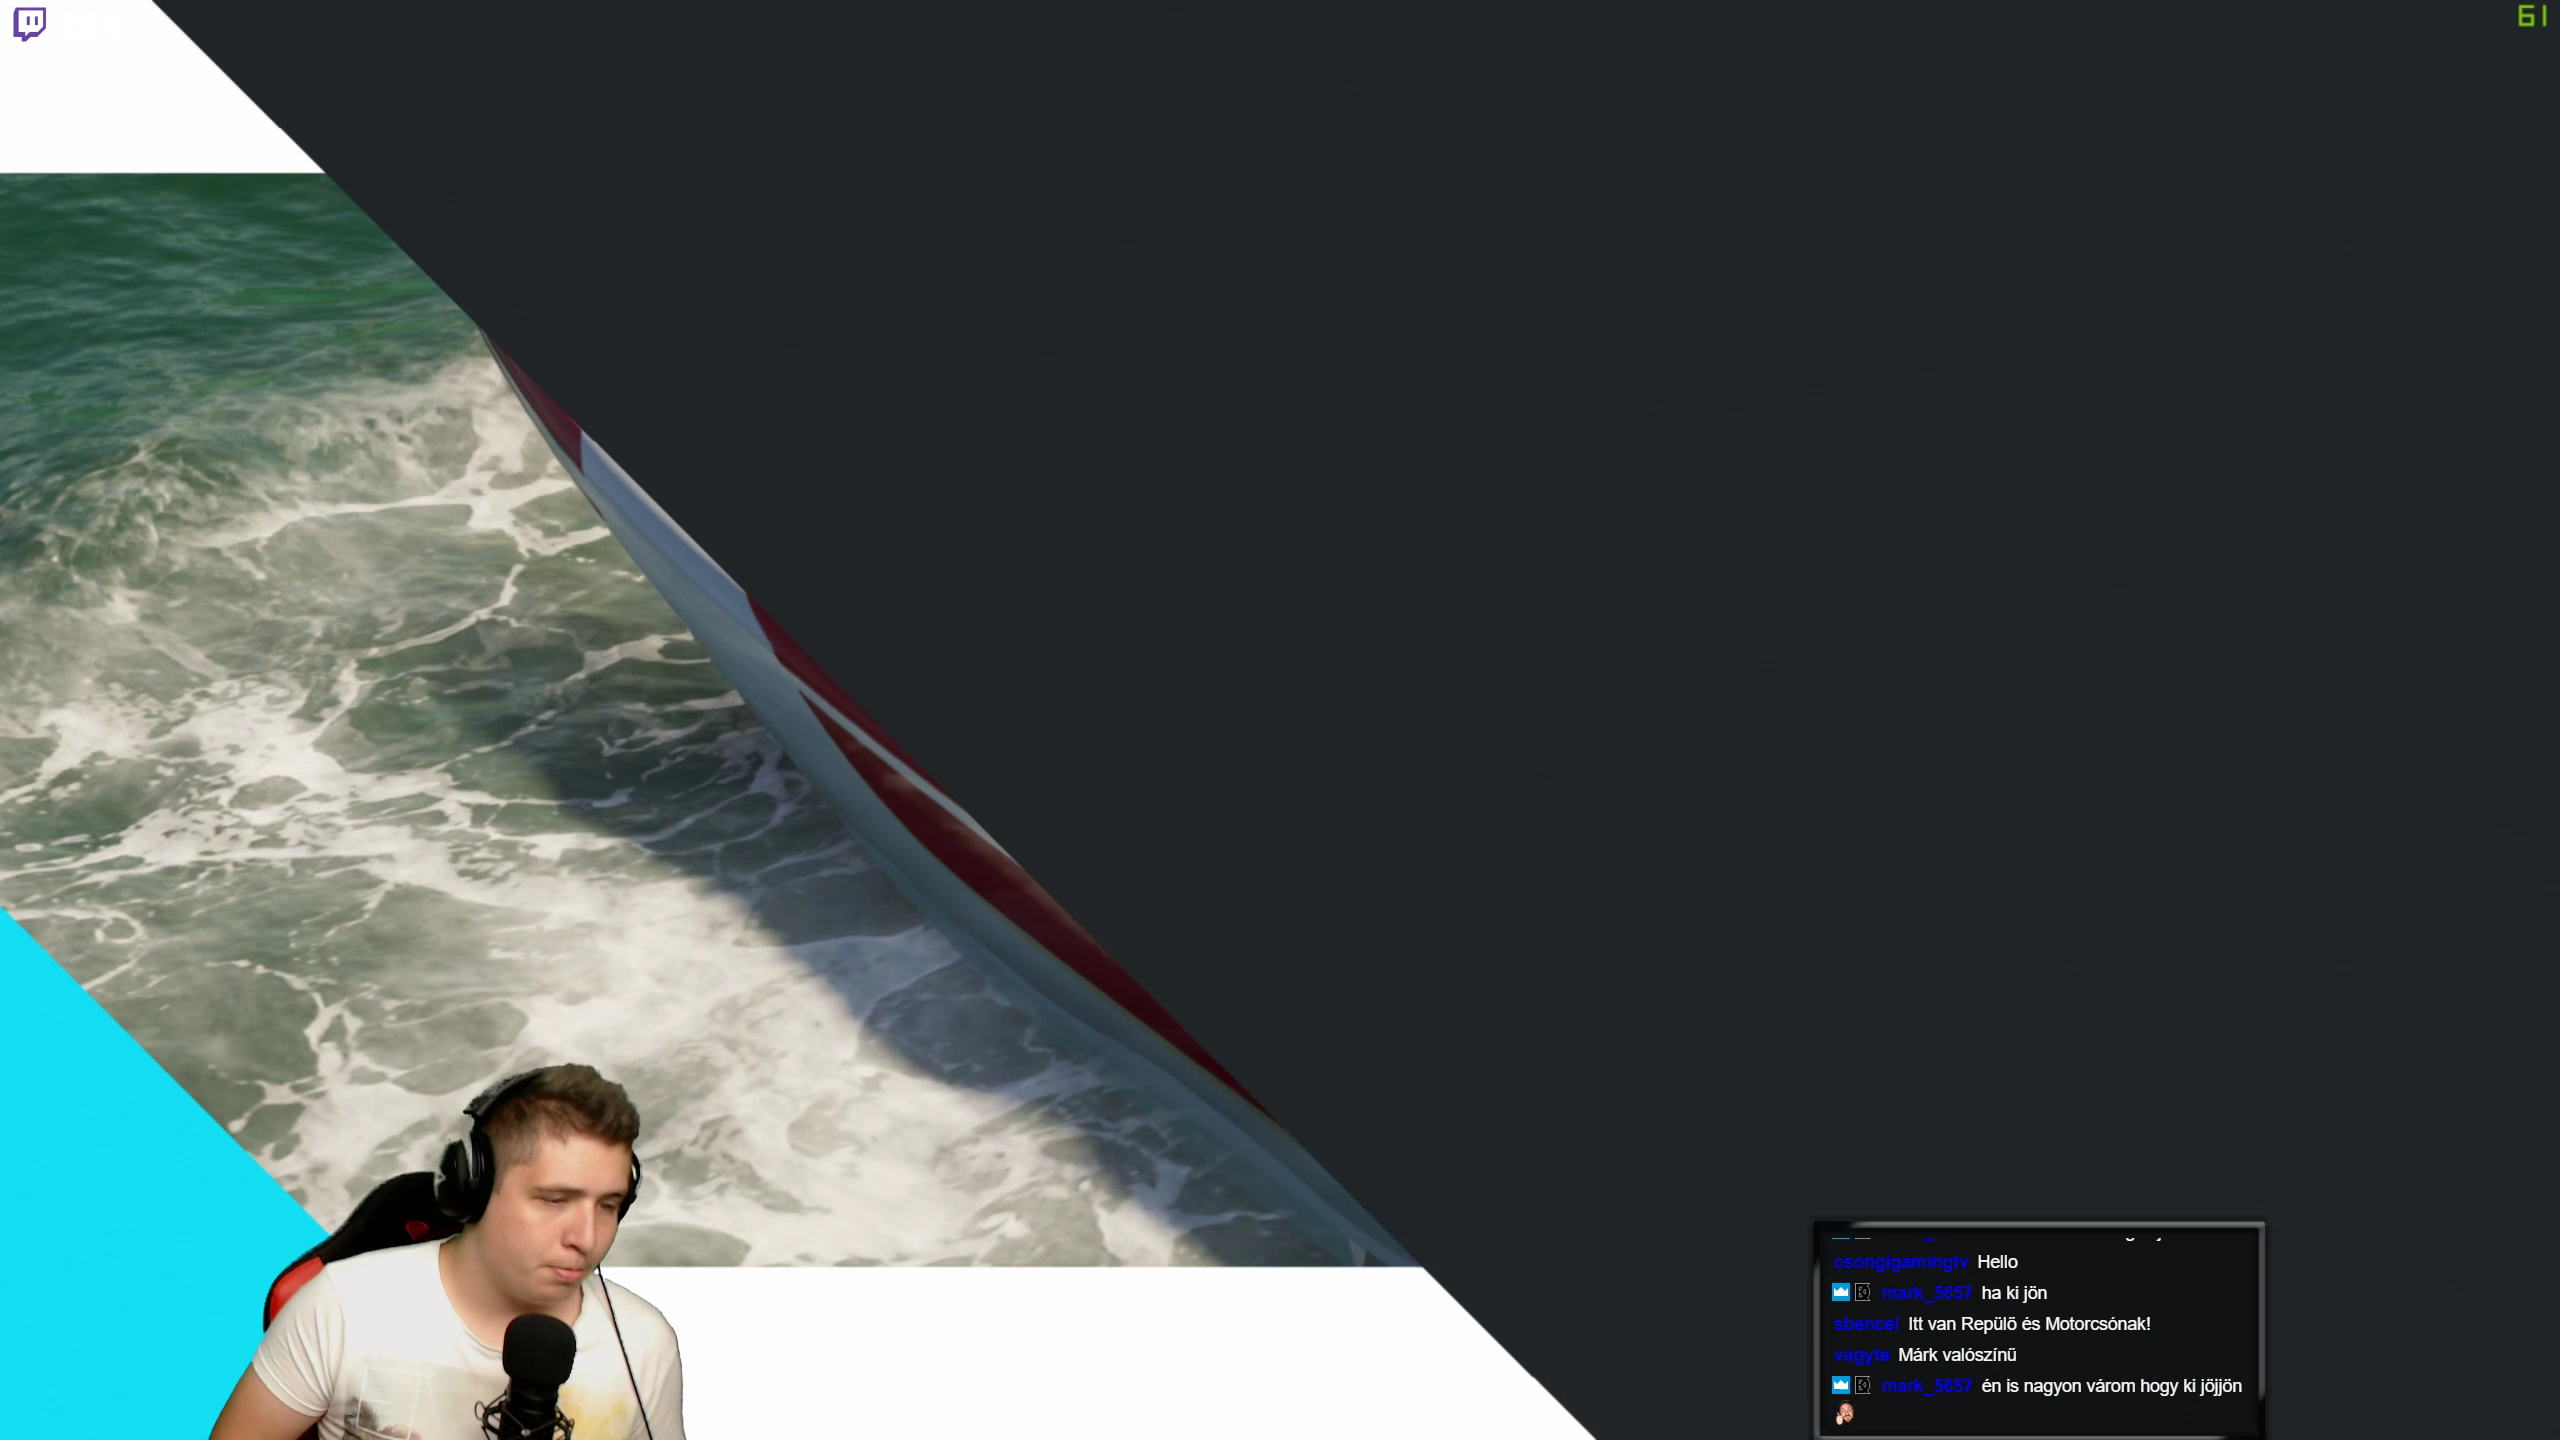 61
csongigamingtv Hello
mark_5657 ha ki jön
sbencel Itt van Repülő és Motorcsónak!
vagyte Márk valószínű
mark_5657 én is nagyon várom hogy ki jöjjön